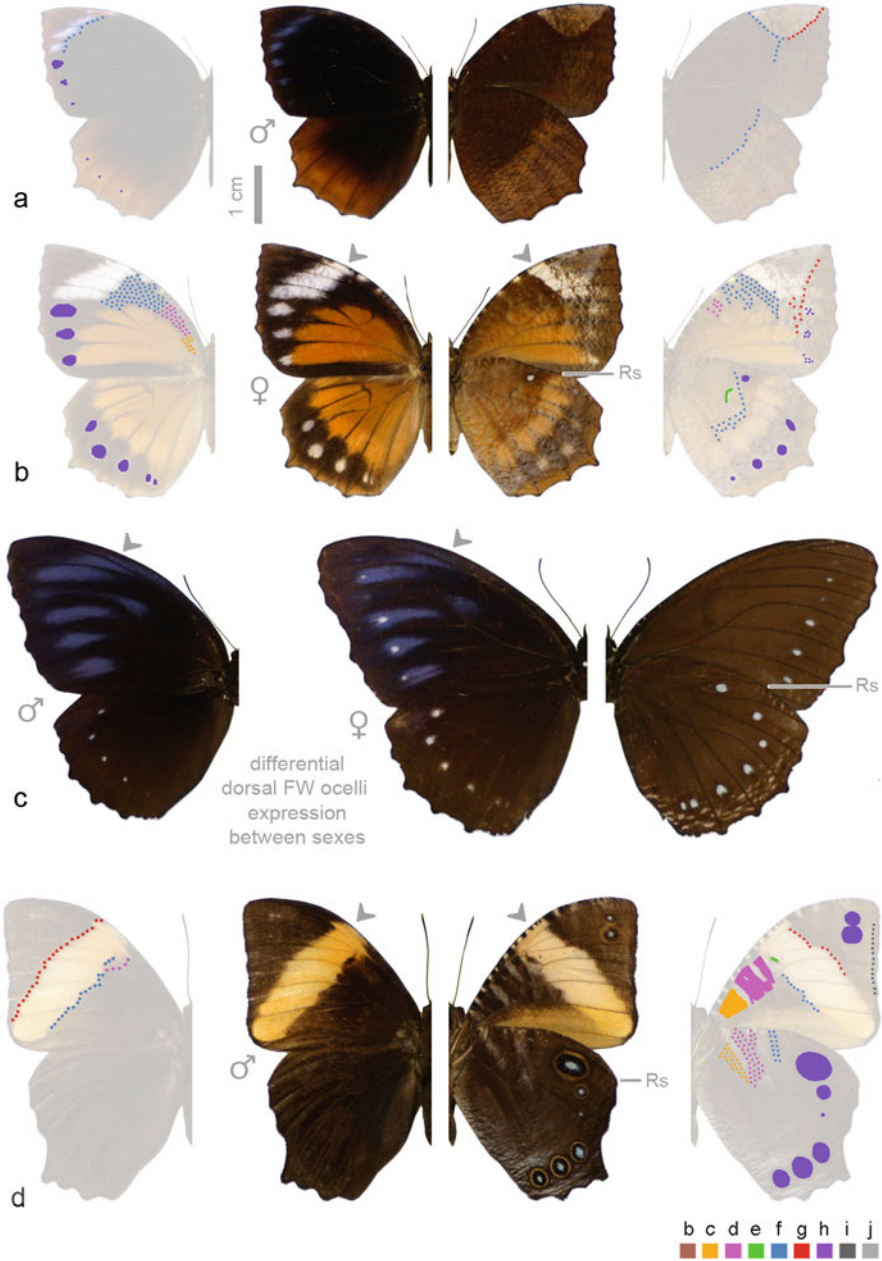 ♂
1 cm
a
♀
Rs
b
♂
♀
Rs
differential
dorsal FW ocelli
expression
between sexes
c
♂
Rs
d
b c d e f g h i j